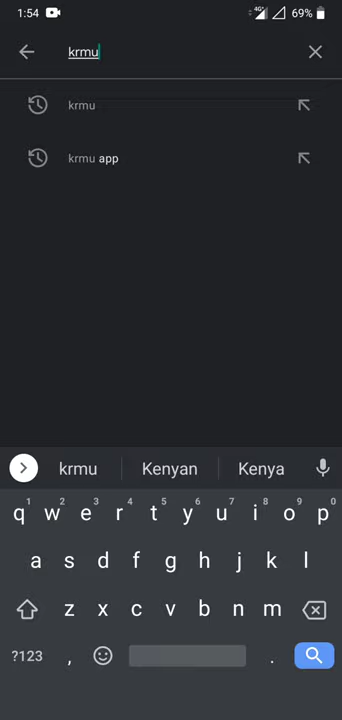 1:54 4G+ 69%
krmu
krmu
krmu app
krmu Kenyan Kenya
1 2 3 4 5 6 7 8 9 0
q w e r t y u i o p
a s d f g h j k l
z x c v b n m
?123 , .